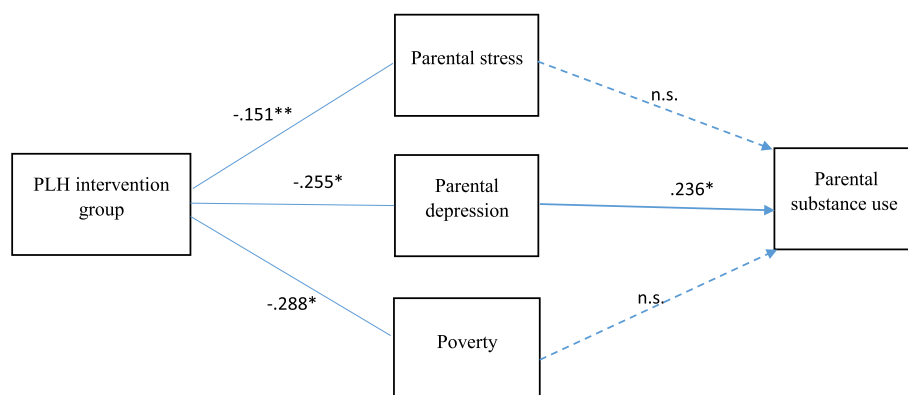 Parental stress
n.s.
-.151**
PLH intervention
group
-.255*
Parental
depression
.236*
Parental
substance use
-.288*
n.s.
Poverty